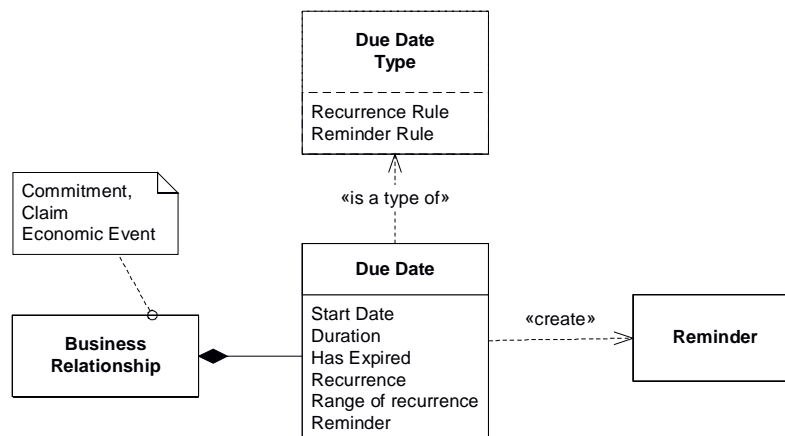 Due Date
Type
Recurrence Rule
Reminder Rule
«is a type of»
Commitment,
Claim
Economic Event
Due Date
Start Date
Duration
Has Expired
Recurrence
Range of recurrence
Reminder
Business
Relationship
«create»
Reminder